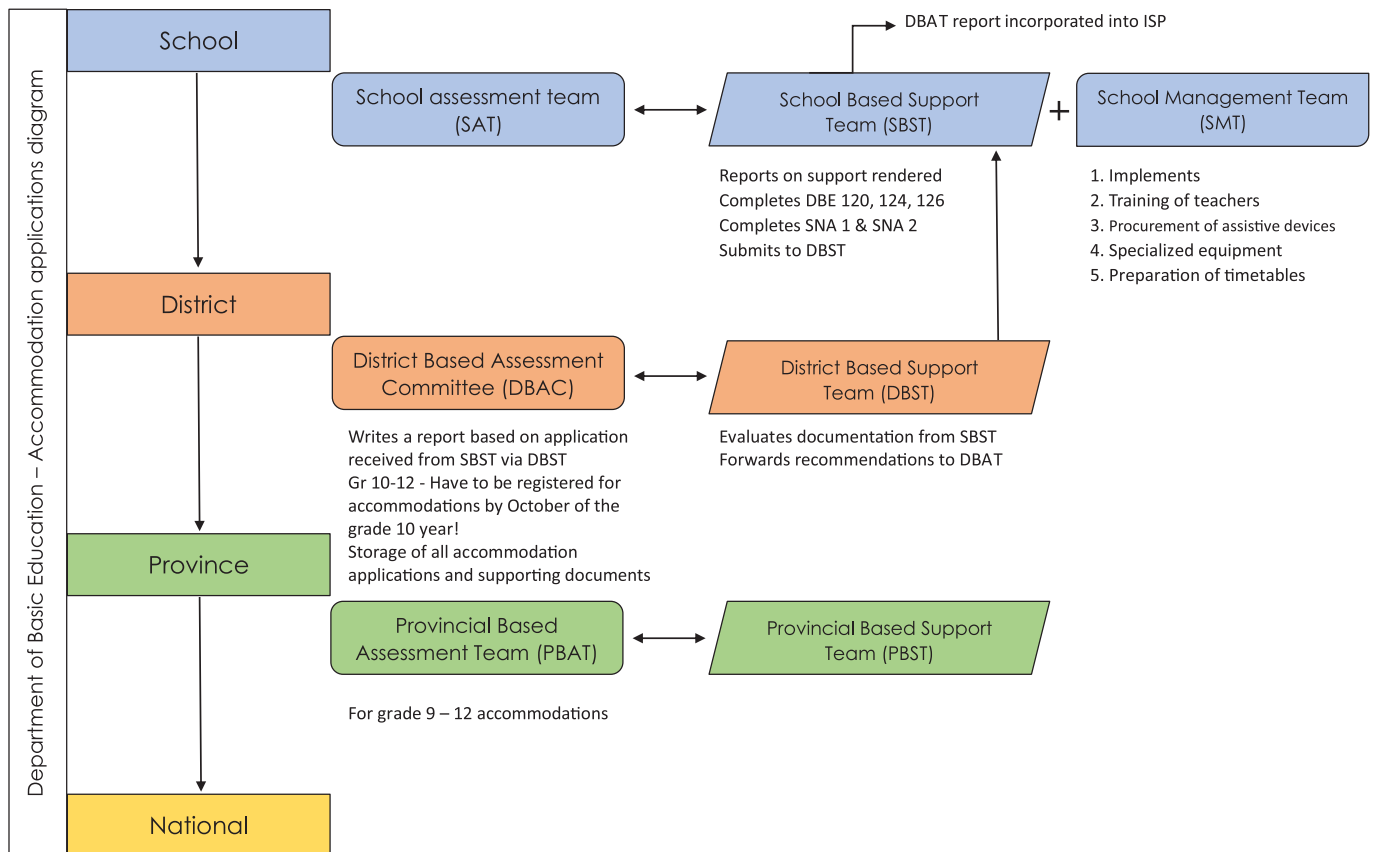 Department of Basic Education – Accommodation applications diagram
School
DBAT report incorporated into ISP
School assessment team
(SAT)
School Based Support
Team (SBST)
+
School Management Team
(SMT)
Reports on support rendered
Completes DBE 120, 124, 126
Completes SNA 1 & SNA 2
Submits to DBST
1. Implements
2. Training of teachers
3. Procurement of assistive devices
4. Specialized equipment
5. Preparation of timetables
District
District Based Assessment
Committee (DBAC)
District Based Support
Team (DBST)
Writes a report based on application
received from SBST via DBST
Gr 10-12 - Have to be registered for
accommodations by October of the
grade 10 year!
Storage of all accommodation
applications and supporting documents
Evaluates documentation from SBST
Forwards recommendations to DBAT
Province
Provincial Based
Assessment Team (PBAT)
Provincial Based Support
Team (PBST)
For grade 9 – 12 accommodations
National